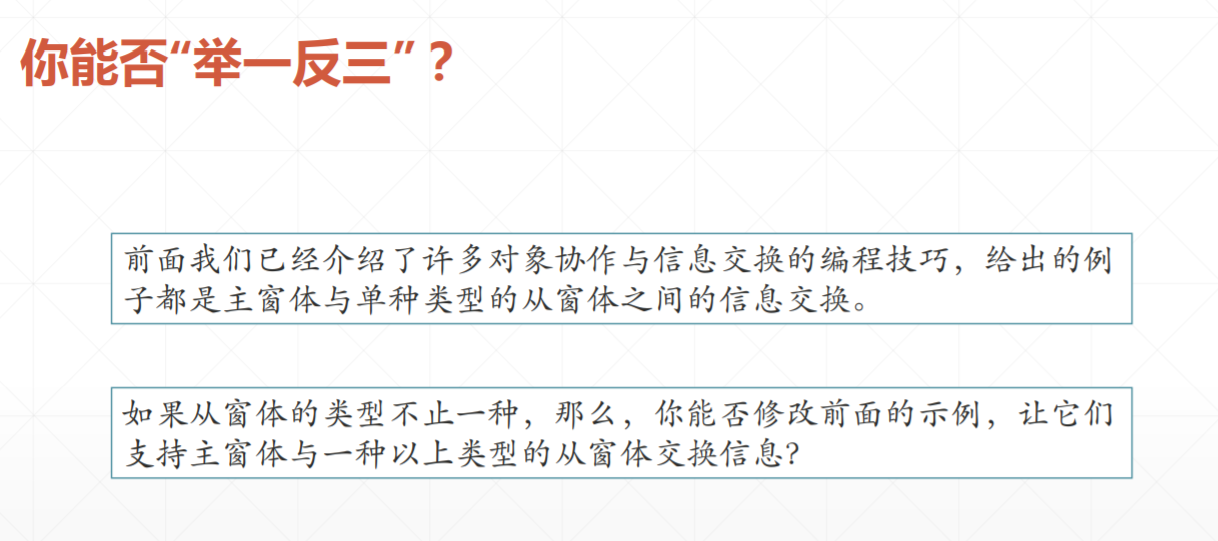 你能否“举一反三”？
前面我们已经介绍了许多对象协作与信息交换的编程技巧，给出的例
子都是主窗体与单种类型的从窗体之间的信息交换。
如果从窗体的类型不止一种，那么，你能否修改前面的示例，让它们
支持主窗体与一种以上类型的从窗体交换信息?